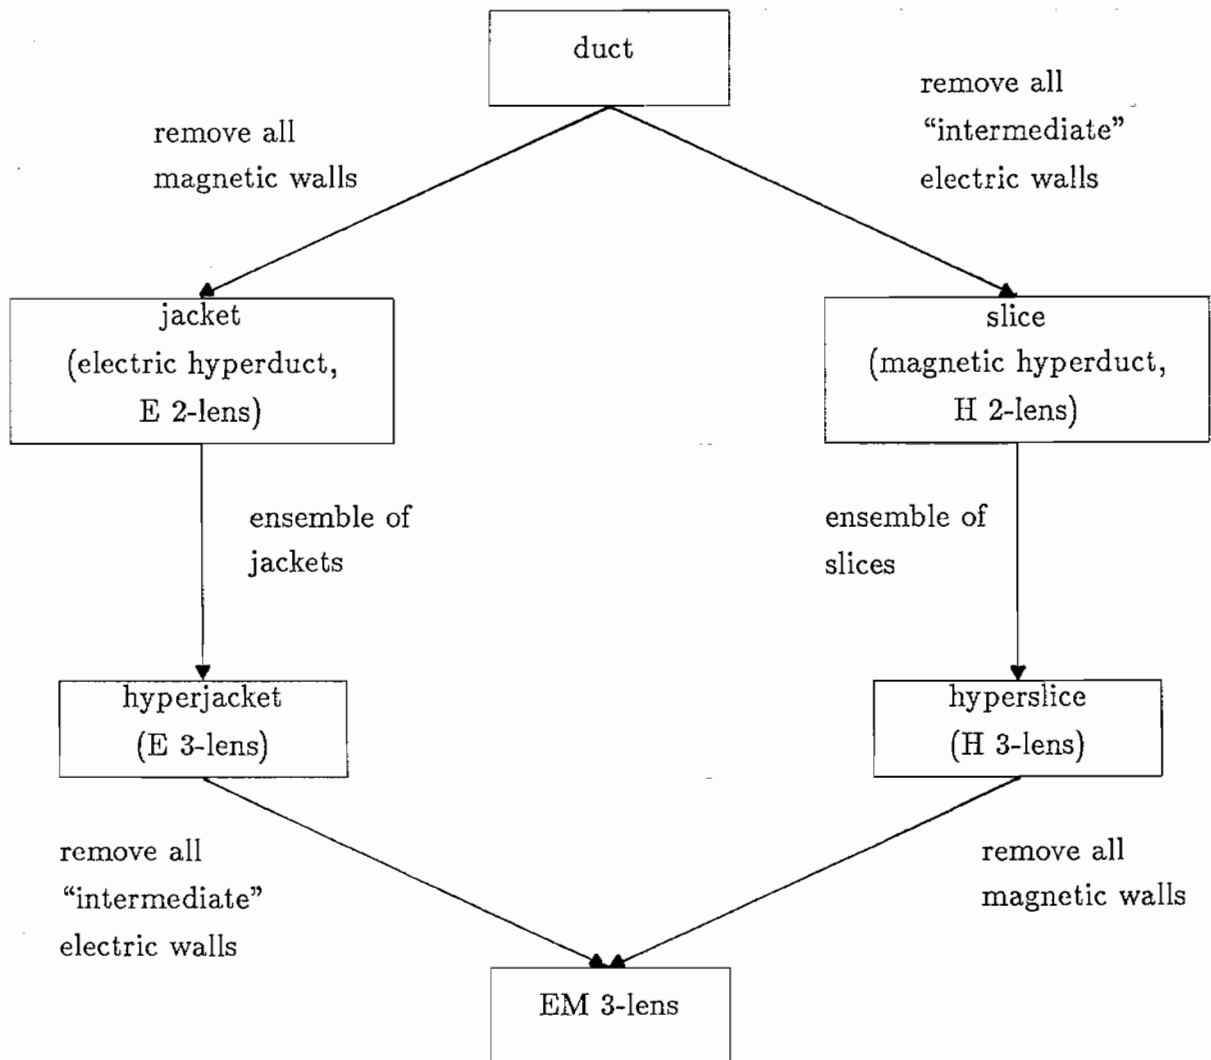 duct
remove all
magnetic walls
remove all
“intermediate”
electric walls
jacket
(electric hyperduct,
E 2-lens)
slice
(magnetic hyperduct,
H 2-lens)
ensemble of
jackets
ensemble of
slices
hyperjacket
(E 3-lens)
hyperslice
(H 3-lens)
remove all
“intermediate”
electric walls
remove all
magnetic walls
EM 3-lens